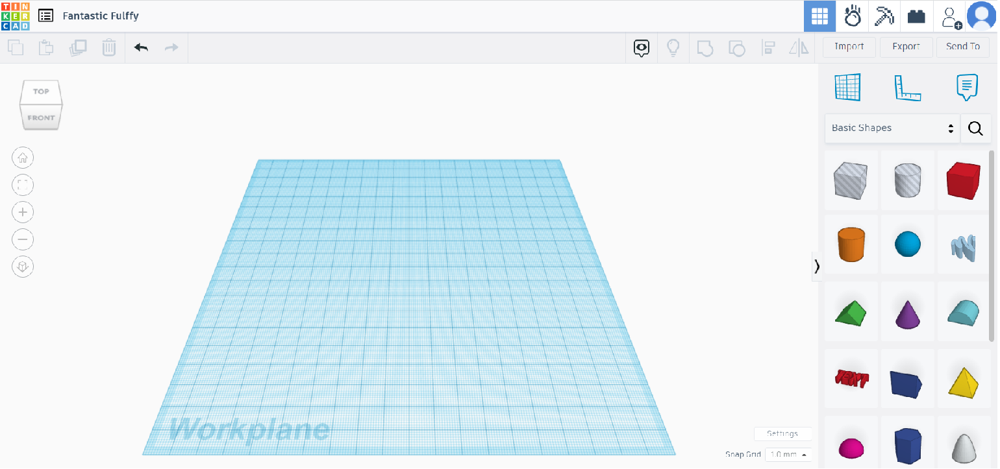 TIN
KER
CAD
Fantastic Fulffy
Import
Export
Send To
TOP
FRONT
Basic Shapes
TEXT
Workplane
Settings
Snap Grid
1.0 mm